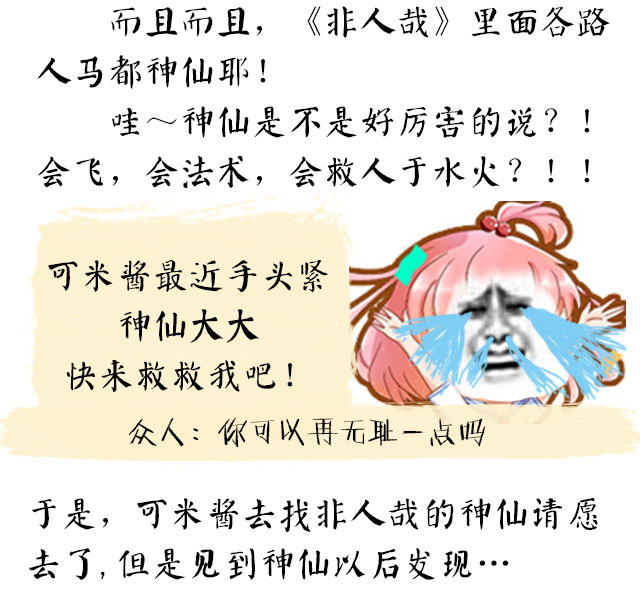 而且而且，《非人哉》里面各路
人马都神仙耶！
哇～神仙是不是好厉害的说？！
会飞，会法术，会救人于水火？！！
可米酱最近手头紧
神仙大大
快来救救我吧！
众人：你可以再无耻一点吗
于是，可米酱去找非人哉的神仙请愿
去了,但是见到神仙以后发现…